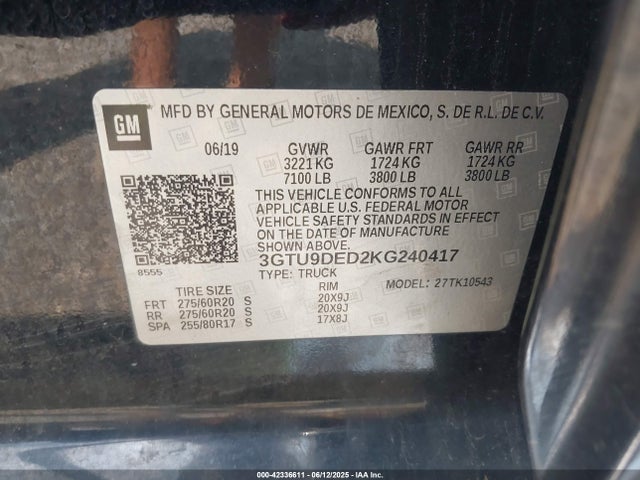 GM
MFD BY GENERAL MOTORS DE MEXICO, S. DE R.L. DE C.V.
06/19 GVWR GAWR FRT GAWR RR
3221 KG 1724 KG 1724 KG
7100 LB 3800 LB 3800 LB
THIS VEHICLE CONFORMS TO ALL
APPLICABLE U.S. FEDERAL MOTOR
VEHICLE SAFETY STANDARDS IN EFFECT
ON THE DATE OF MANUFACTURE
SHOWN ABOVE.
3GTU9DED2KG240417
8555
TYPE: TRUCK
MODEL: 27TK10543
TIRE SIZE RIM
FRT 275/60R20 S 20X9J
RR 275/60R20 S 20X9J
SPA 255/80R17 S 17X8J
000-42336611 - 06/12/2025 - IAA Inc.